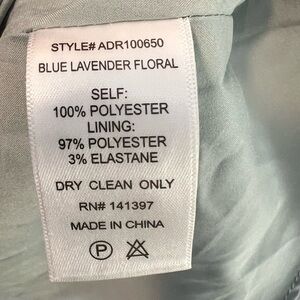 STYLE# ADR100650
BLUE LAVENDER FLORAL
SELF:
100% POLYESTER
LINING:
97% POLYESTER
3% ELASTANE
DRY CLEAN ONLY
RN# 141397
MADE IN CHINA
P